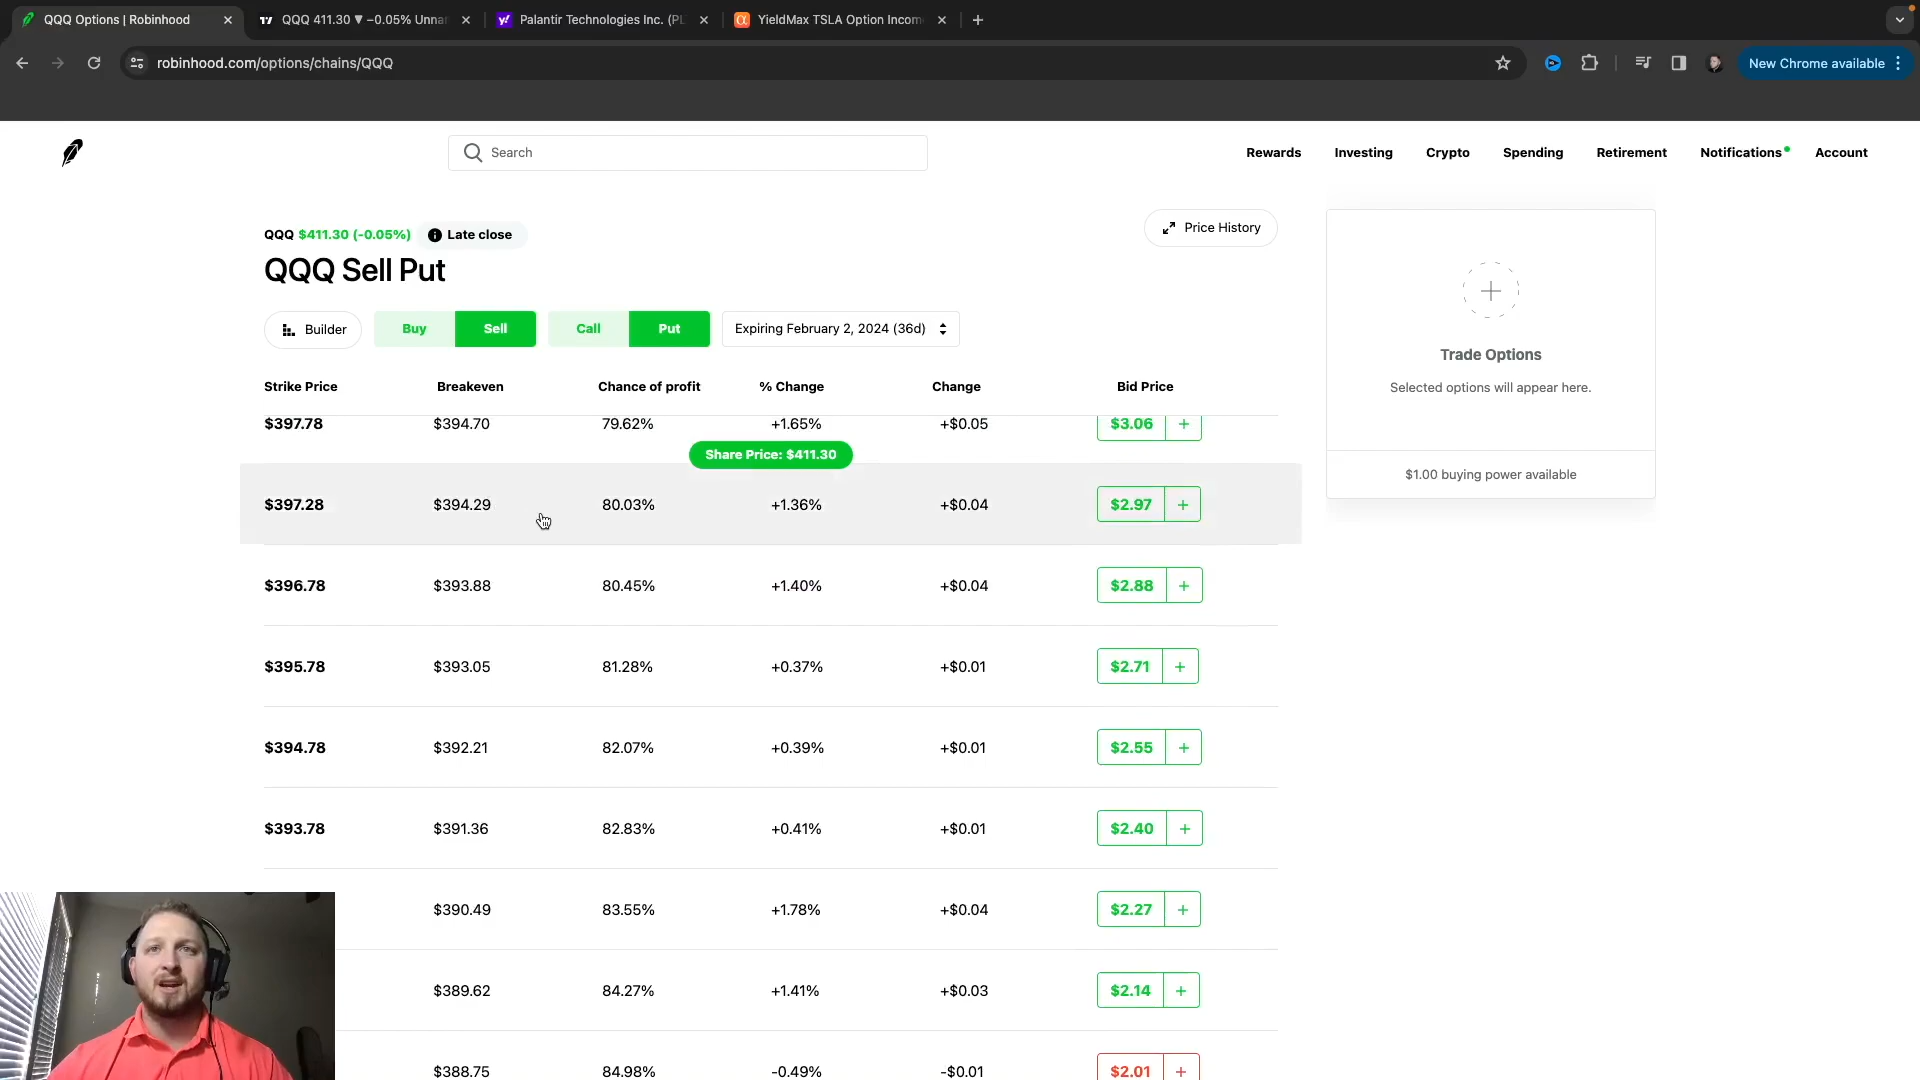 QQQ Options | Robinhood
QQQ 411.30 ▼ −0.05% Unna
Palantir Technologies Inc. (PL
YieldMax TSLA Option Incom
robinhood.com/options/chains/QQQ
New Chrome available
Search
Rewards
Investing
Crypto
Spending
Retirement
Notifications
Account
QQQ $411.30 (-0.05%) Late close
Price History
QQQ Sell Put
Builder
Buy
Sell
Call
Put
Expiring February 2, 2024 (36d)
Trade Options
Selected options will appear here.
$1.00 buying power available
Strike Price Breakeven Chance of profit % Change Change Bid Price
$397.78 $394.70 79.62% +1.65% +$0.05 $3.06 +
Share Price: $411.30
$397.28 $394.29 80.03% +1.36% +$0.04 $2.97 +
$396.78 $393.88 80.45% +1.40% +$0.04 $2.88 +
$395.78 $393.05 81.28% +0.37% +$0.01 $2.71 +
$394.78 $392.21 82.07% +0.39% +$0.01 $2.55 +
$393.78 $391.36 82.83% +0.41% +$0.01 $2.40 +
$390.49 83.55% +1.78% +$0.04 $2.27 +
$389.62 84.27% +1.41% +$0.03 $2.14 +
$388.75 84.98% -0.49% -$0.01 $2.01 +